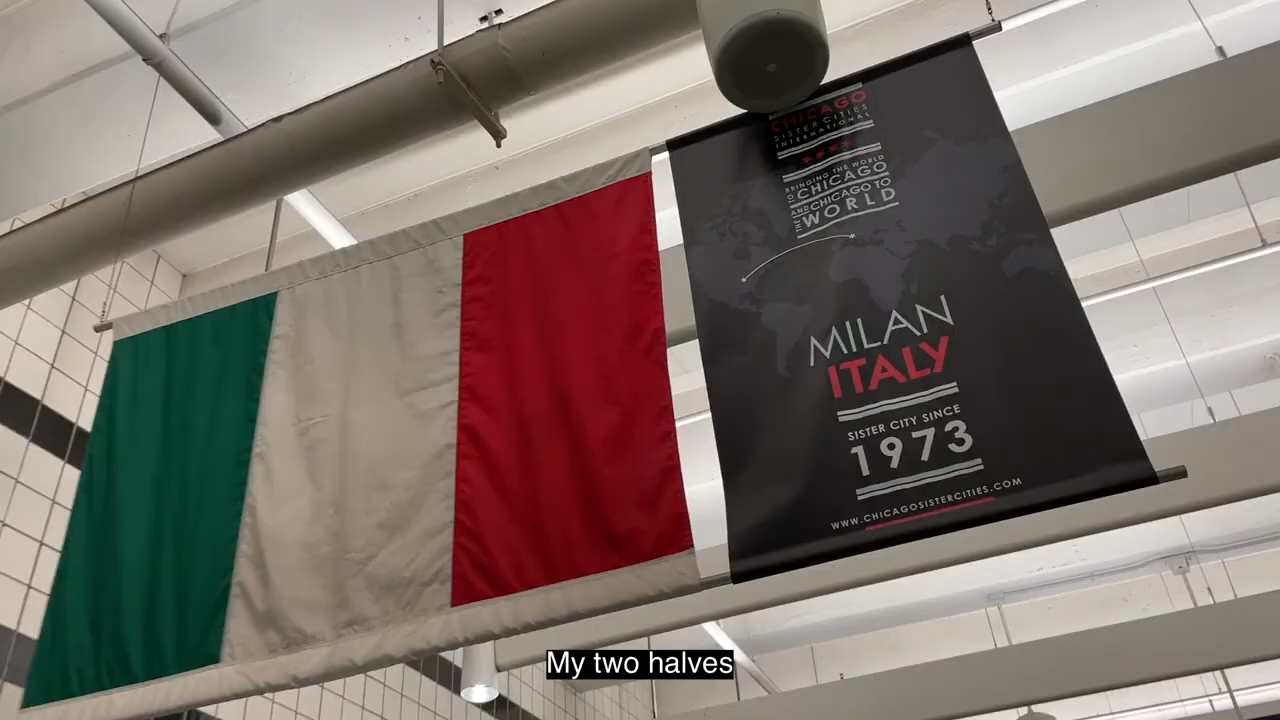 CHICAGO
SISTER CITIES
INTERNATIONAL
BRINGING THE WORLD
TO CHICAGO
AND CHICAGO TO
THE WORLD
MILAN
ITALY
SISTER CITY SINCE
1973
WWW.CHICAGOSISTERCITIES.COM
My two halves